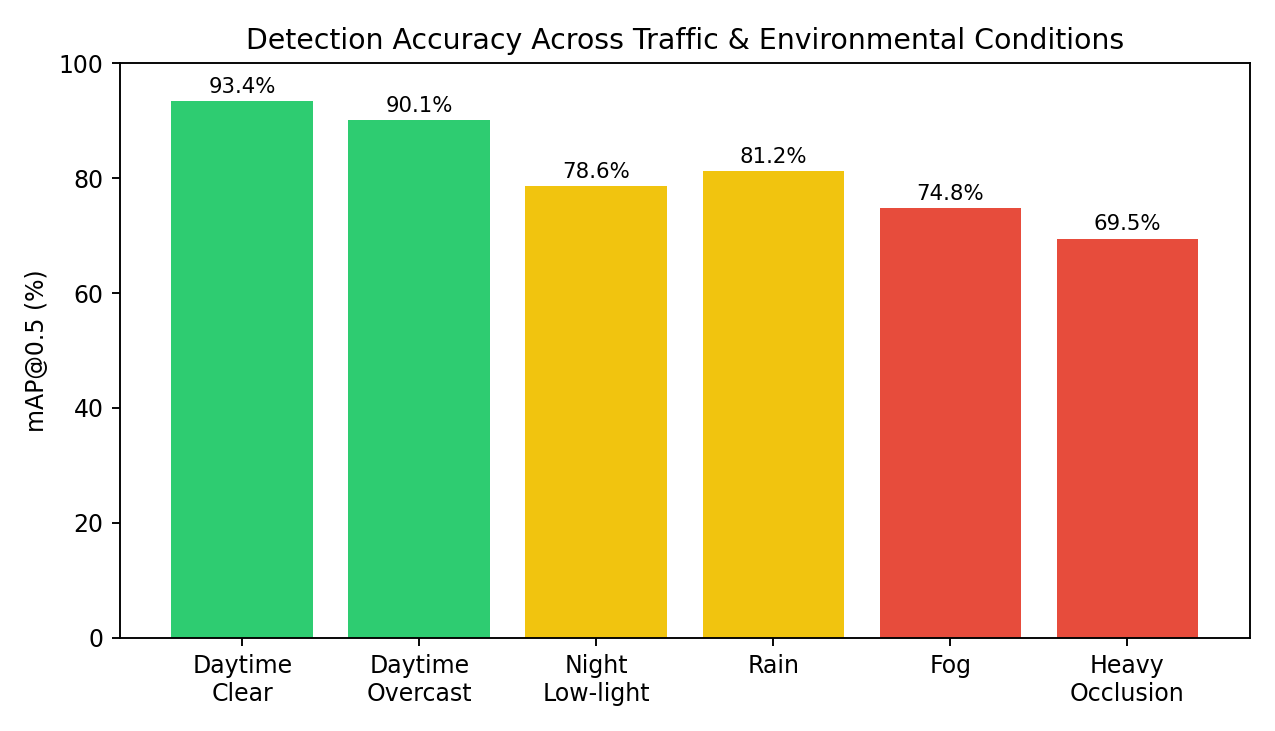 Detection Accuracy Across Traffic & Environmental Conditions
mAP@0.5 (%)
100
80
60
40
20
0
93.4%
90.1%
78.6%
81.2%
74.8%
69.5%
Daytime
Clear
Daytime
Overcast
Night
Low-light
Rain
Fog
Heavy
Occlusion